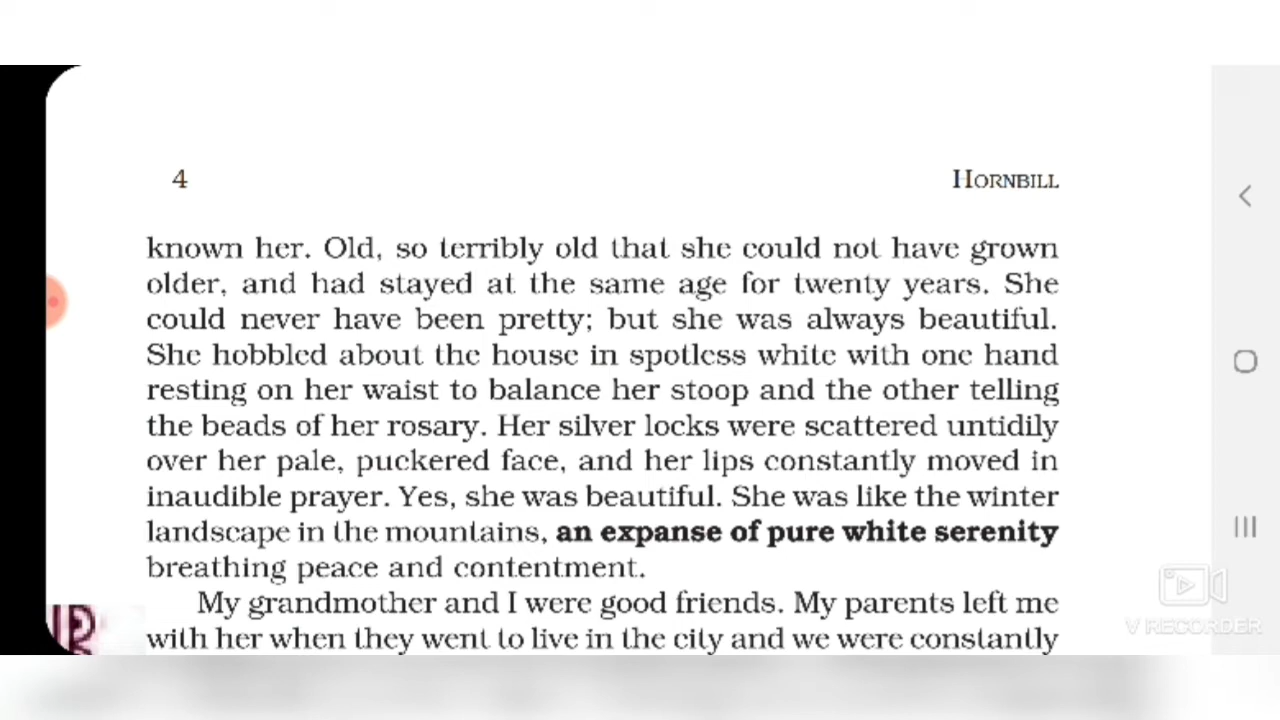 4 HORNBILL
known her. Old, so terribly old that she could not have grown
older, and had stayed at the same age for twenty years. She
could never have been pretty; but she was always beautiful.
She hobbled about the house in spotless white with one hand
resting on her waist to balance her stoop and the other telling
the beads of her rosary. Her silver locks were scattered untidily
over her pale, puckered face, and her lips constantly moved in
inaudible prayer. Yes, she was beautiful. She was like the winter
landscape in the mountains, an expanse of pure white serenity
breathing peace and contentment.
My grandmother and I were good friends. My parents left me
with her when they went to live in the city and we were constantly
V RECORDER